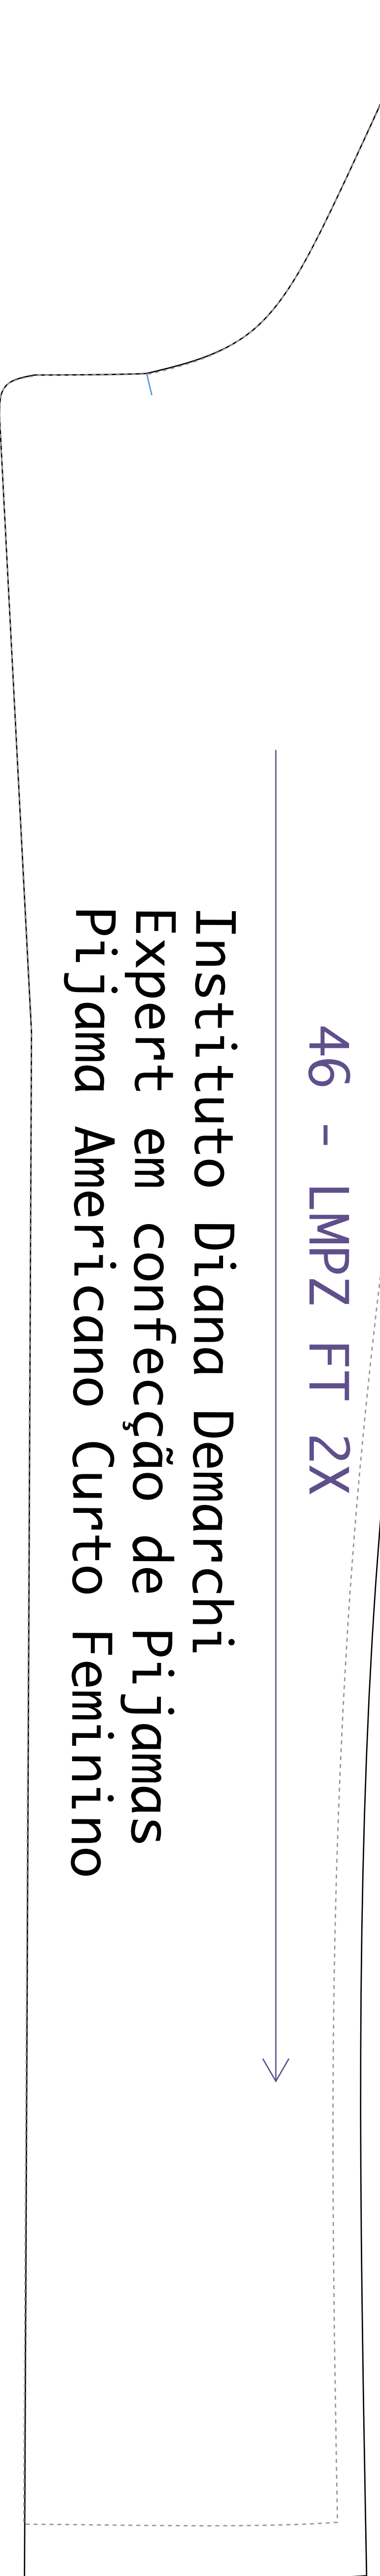 46 - LMPZ FT 2X
Instituto Diana Demarchi
Expert em confecção de Pijamas
Pijama Americano Curto Feminino